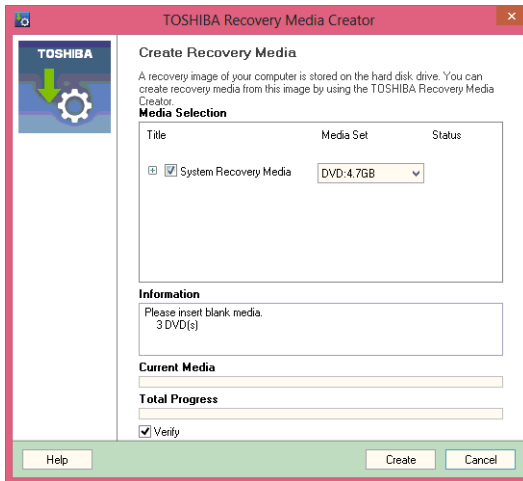 TOSHIBA Recovery Media Creator
TOSHIBA
Create Recovery Media
A recovery image of your computer is stored on the hard disk drive. You can
create recovery media from this image by using the TOSHIBA Recovery Media
Creator.
Media Selection
Title Media Set Status
System Recovery Media DVD:4.7GB
Information
Please insert blank media.
3 DVD(s)
Current Media
Total Progress
Verify
Help Create Cancel